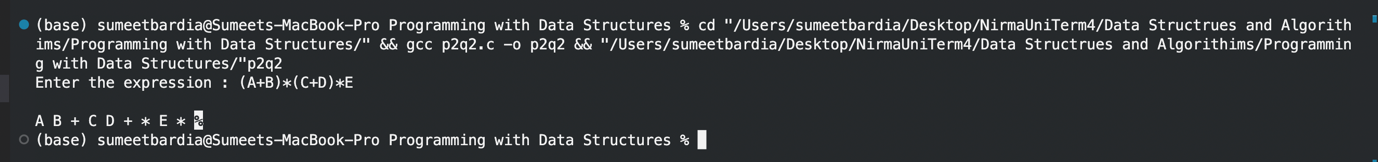 (base) sumeetbardia@Sumeets-MacBook-Pro Programming with Data Structures % cd "/Users/sumeetbardia/Desktop/NirmaUniTerm4/Data Structrues and Algorith
ims/Programming with Data Structures/" && gcc p2q2.c -o p2q2 && "/Users/sumeetbardia/Desktop/NirmaUniTerm4/Data Structrues and Algorithims/Programmin
g with Data Structures/"p2q2
Enter the expression : (A+B)*(C+D)*E
A B + C D + * E * %
(base) sumeetbardia@Sumeets-MacBook-Pro Programming with Data Structures %